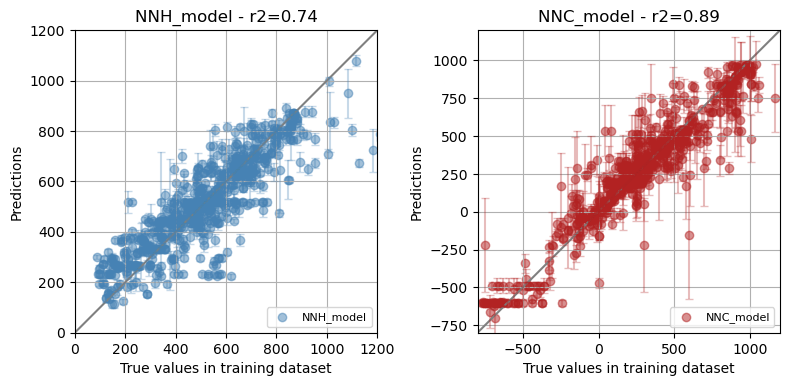 NNH_model - r2=0.74
1200
1000
800
600
400
200
0
Predictions
0 200 400 600 800 1000 1200
True values in training dataset
NNH_model
NNC_model - r2=0.89
1000
750
500
250
0
−250
−500
−750
Predictions
−500 0 500 1000
True values in training dataset
NNC_model